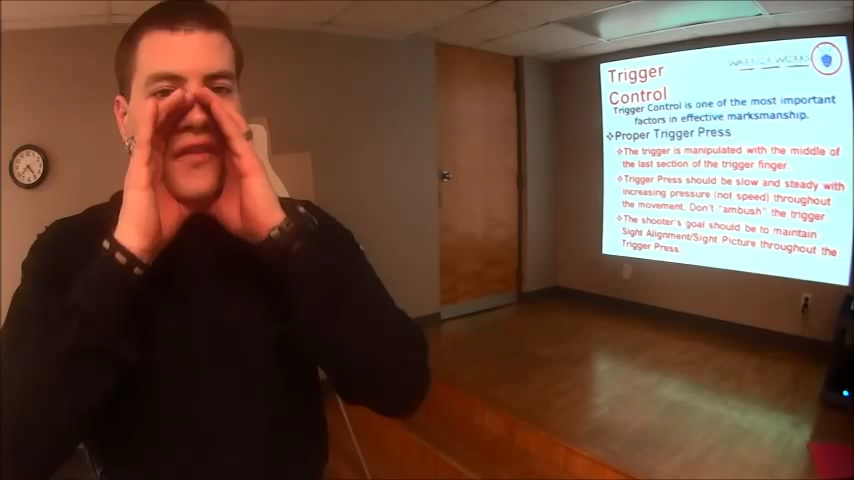 WARRIOR WORKS
Trigger
Control
Trigger Control is one of the most important
factors in effective marksmanship.
❖Proper Trigger Press
❖The trigger is manipulated with the middle of
the last section of the trigger finger.
❖Trigger Press should be slow and steady with
increasing pressure (not speed) throughout
the movement. Don't "ambush" the trigger
❖The shooter's goal should be to maintain
Sight Alignment/Sight Picture throughout the
Trigger Press.